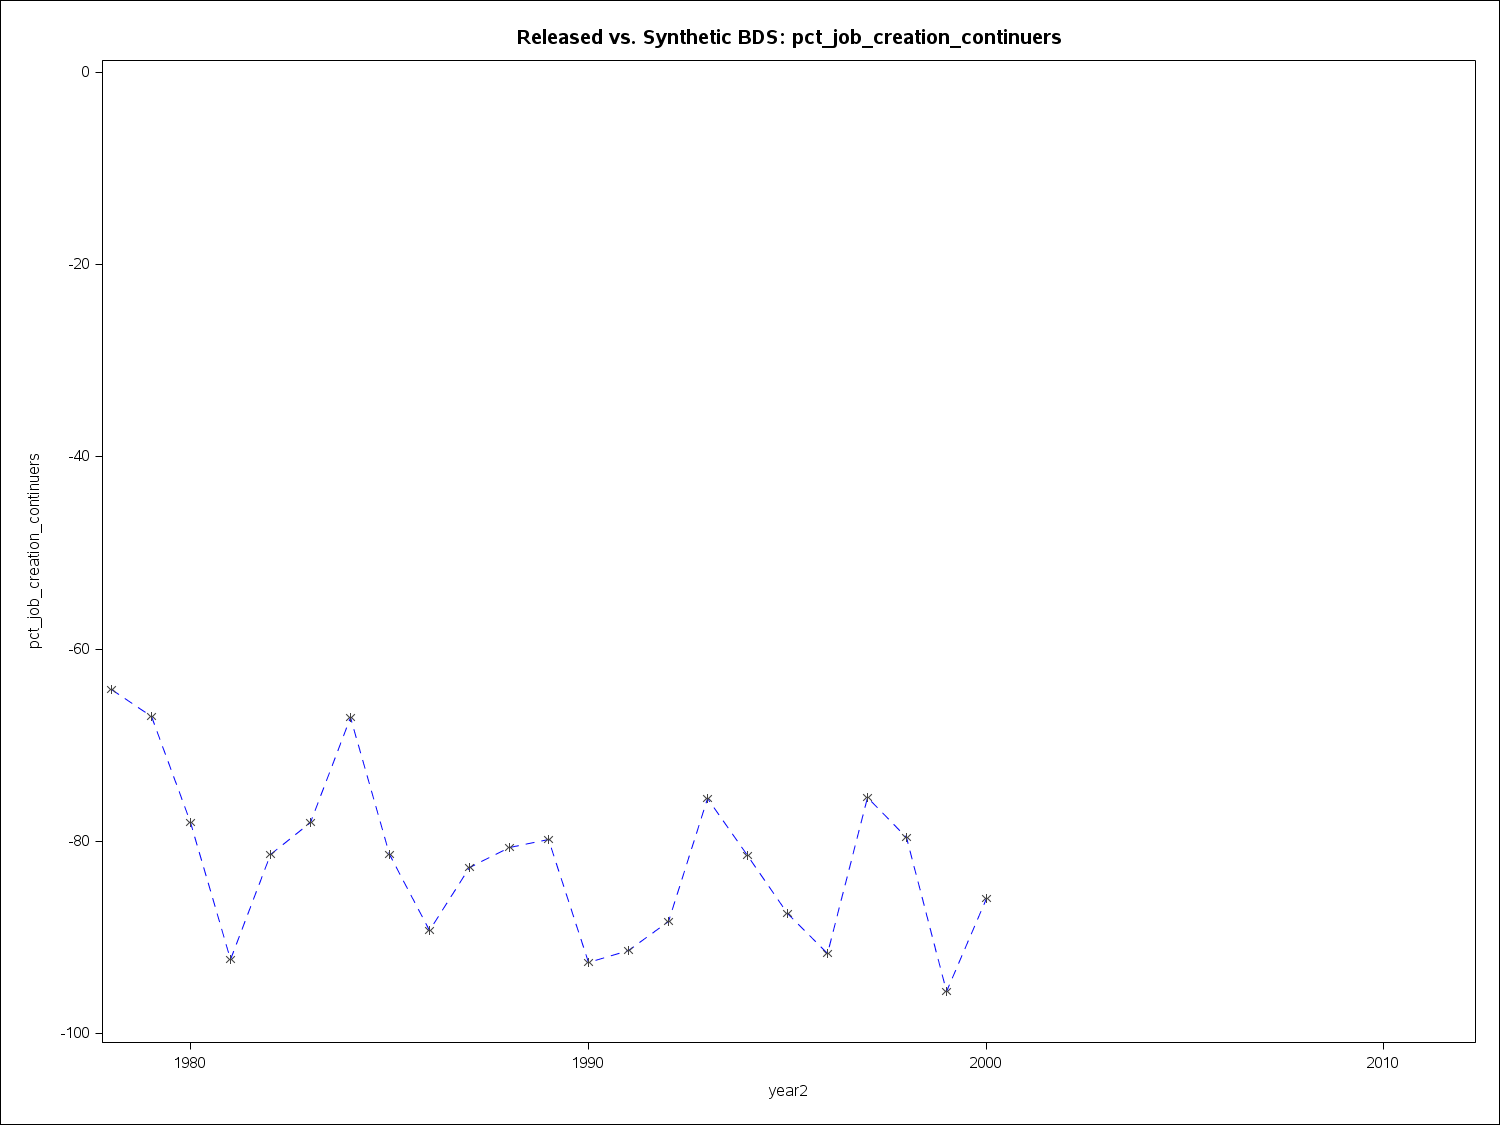 Released vs. Synthetic BDS: pct_job_creation_continuers
0
-20
-40
-60
-80
-100
pct_job_creation_continuers
1980 1990 2000 2010
year2